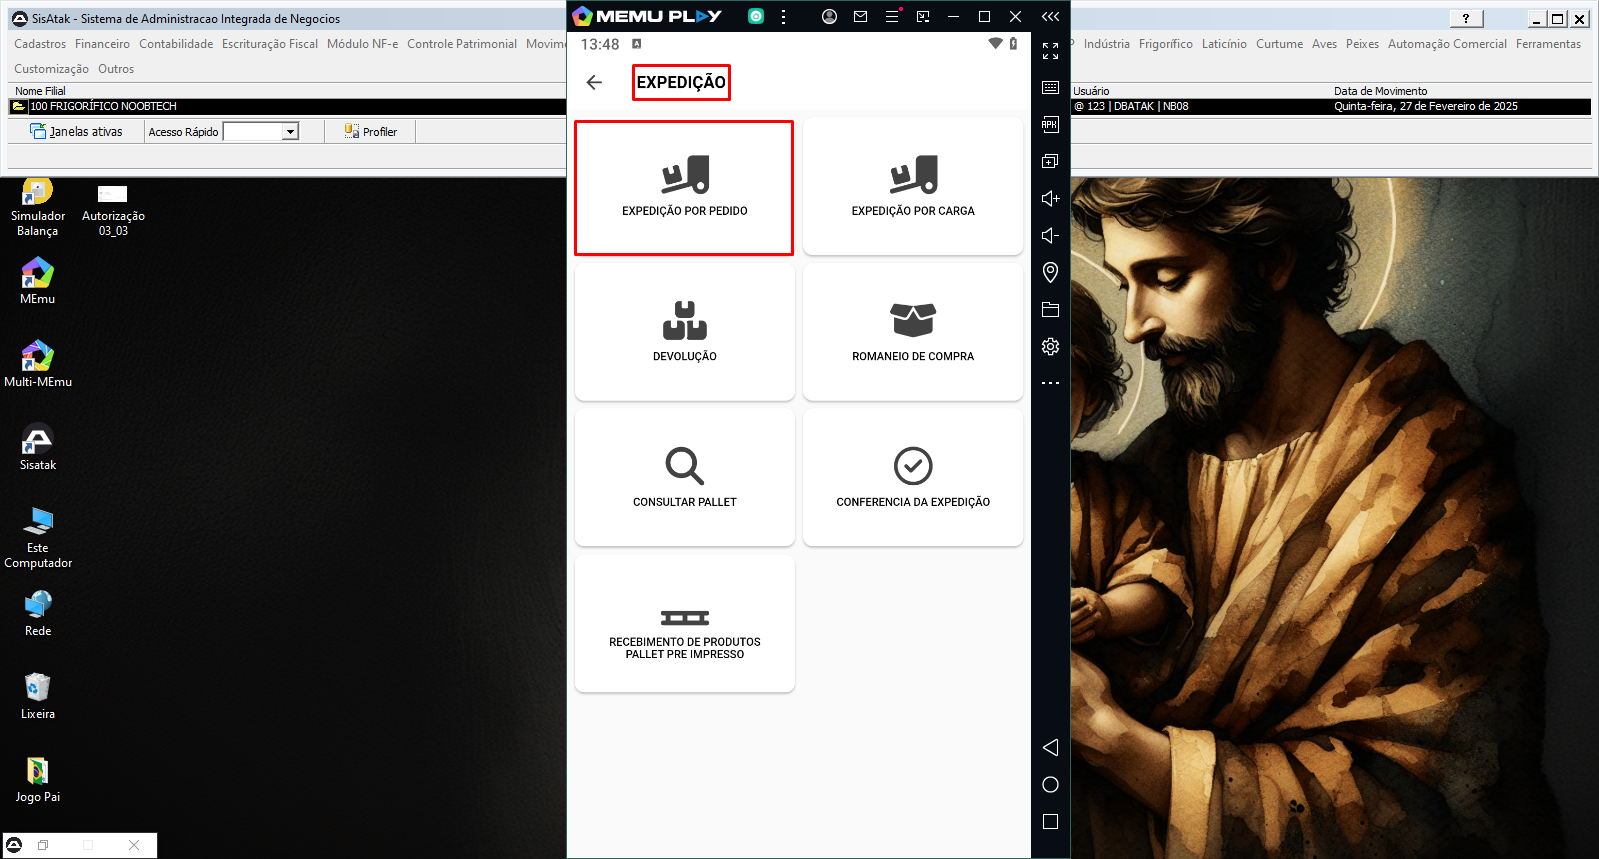 SisAtak - Sistema de Administracao Integrada de Negocios
?
Cadastros Financeiro Contabilidade Escrituração Fiscal Módulo NF-e Controle Patrimonial Movime
Indústria Frigorífico Laticínio Curtume Aves Peixes Automação Comercial Ferramentas
Customização Outros
Nome Filial
Usuário
Data de Movimento
100 FRIGORÍFICO NOOBTECH
@ 123 | DBATAK | NB08
Quinta-feira, 27 de Fevereiro de 2025
Janelas ativas
Acesso Rápido
Profiler
MEMU PLAY
13:48
EXPEDIÇÃO
EXPEDIÇÃO POR PEDIDO
EXPEDIÇÃO POR CARGA
DEVOLUÇÃO
ROMANEIO DE COMPRA
CONSULTAR PALLET
CONFERENCIA DA EXPEDIÇÃO
RECEBIMENTO DE PRODUTOS
PALLET PRE IMPRESSO
APK
Simulador
Balança
Autorização
03_03
MEmu
Multi-MEmu
Sisatak
Este
Computador
Rede
Lixeira
Jogo Pai